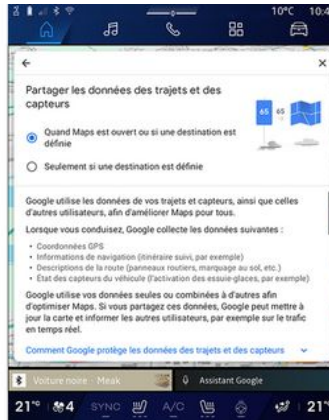 10°C 10:4
Partager les données des trajets et des
capteurs
65 65
Quand Maps est ouvert ou si une destination est
définie
Seulement si une destination est définie
Google utilise les données de vos trajets et capteurs, ainsi que celles
d'autres utilisateurs, afin d'améliorer Maps pour tous.
Lorsque vous conduisez, Google collecte les données suivantes :
• Coordonnées GPS
• Informations de navigation (itinéraire suivi, par exemple)
• Descriptions de la route (panneaux routiers, marquage au sol, etc.)
• État des capteurs du véhicule (l'activation des essuie-glaces, par exemple)
Google utilise vos données seules ou combinées à d'autres afin
d'optimiser Maps. Si vous partagez ces données, Google peut mettre à
jour la carte et informer les autres utilisateurs, par exemple sur le trafic
en temps réel.
Comment Google protège les données des trajets et des capteurs
Voiture noire - Meak Assistant Google
21°C 4 SYNC A/C 21°